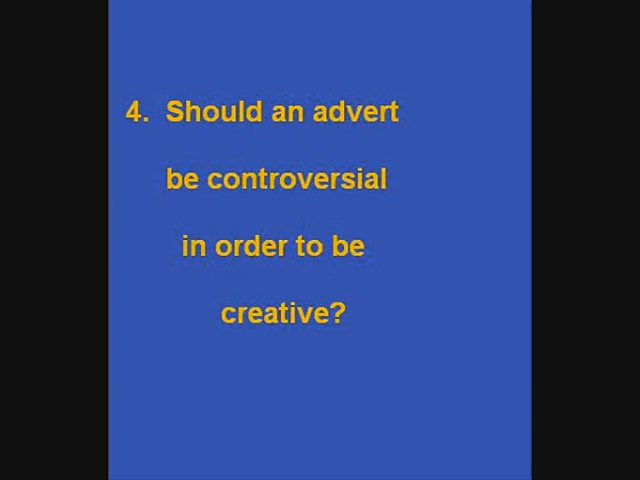 4. Should an advert
be controversial
in order to be
creative?